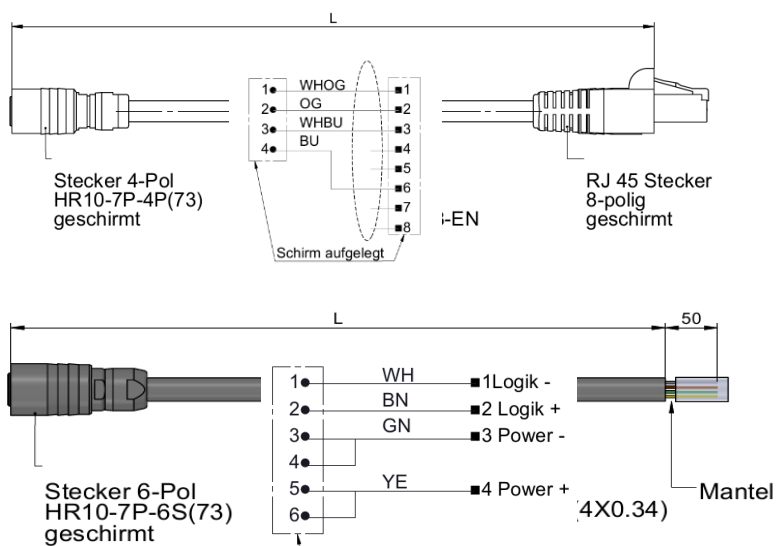 L
1 WHOG 1
2 OG 2
3 WHBU 3
4 BU 4
5
6
7
8
Stecker 4-Pol
HR10-7P-4P(73)
geschirmt
-EN
RJ 45 Stecker
8-polig
geschirmt
Schirm aufgelegt
L
50
1 WH 1Logik -
2 BN 2 Logik +
3 GN 3 Power -
4
5 YE 4 Power +
6
4X0.34)
Mantel
Stecker 6-Pol
HR10-7P-6S(73)
geschirmt